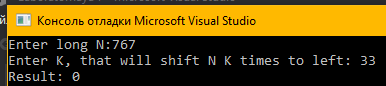 Консоль отладки Microsoft Visual Studio
Enter long N:767
Enter K, that will shift N K times to left: 33
Result: 0